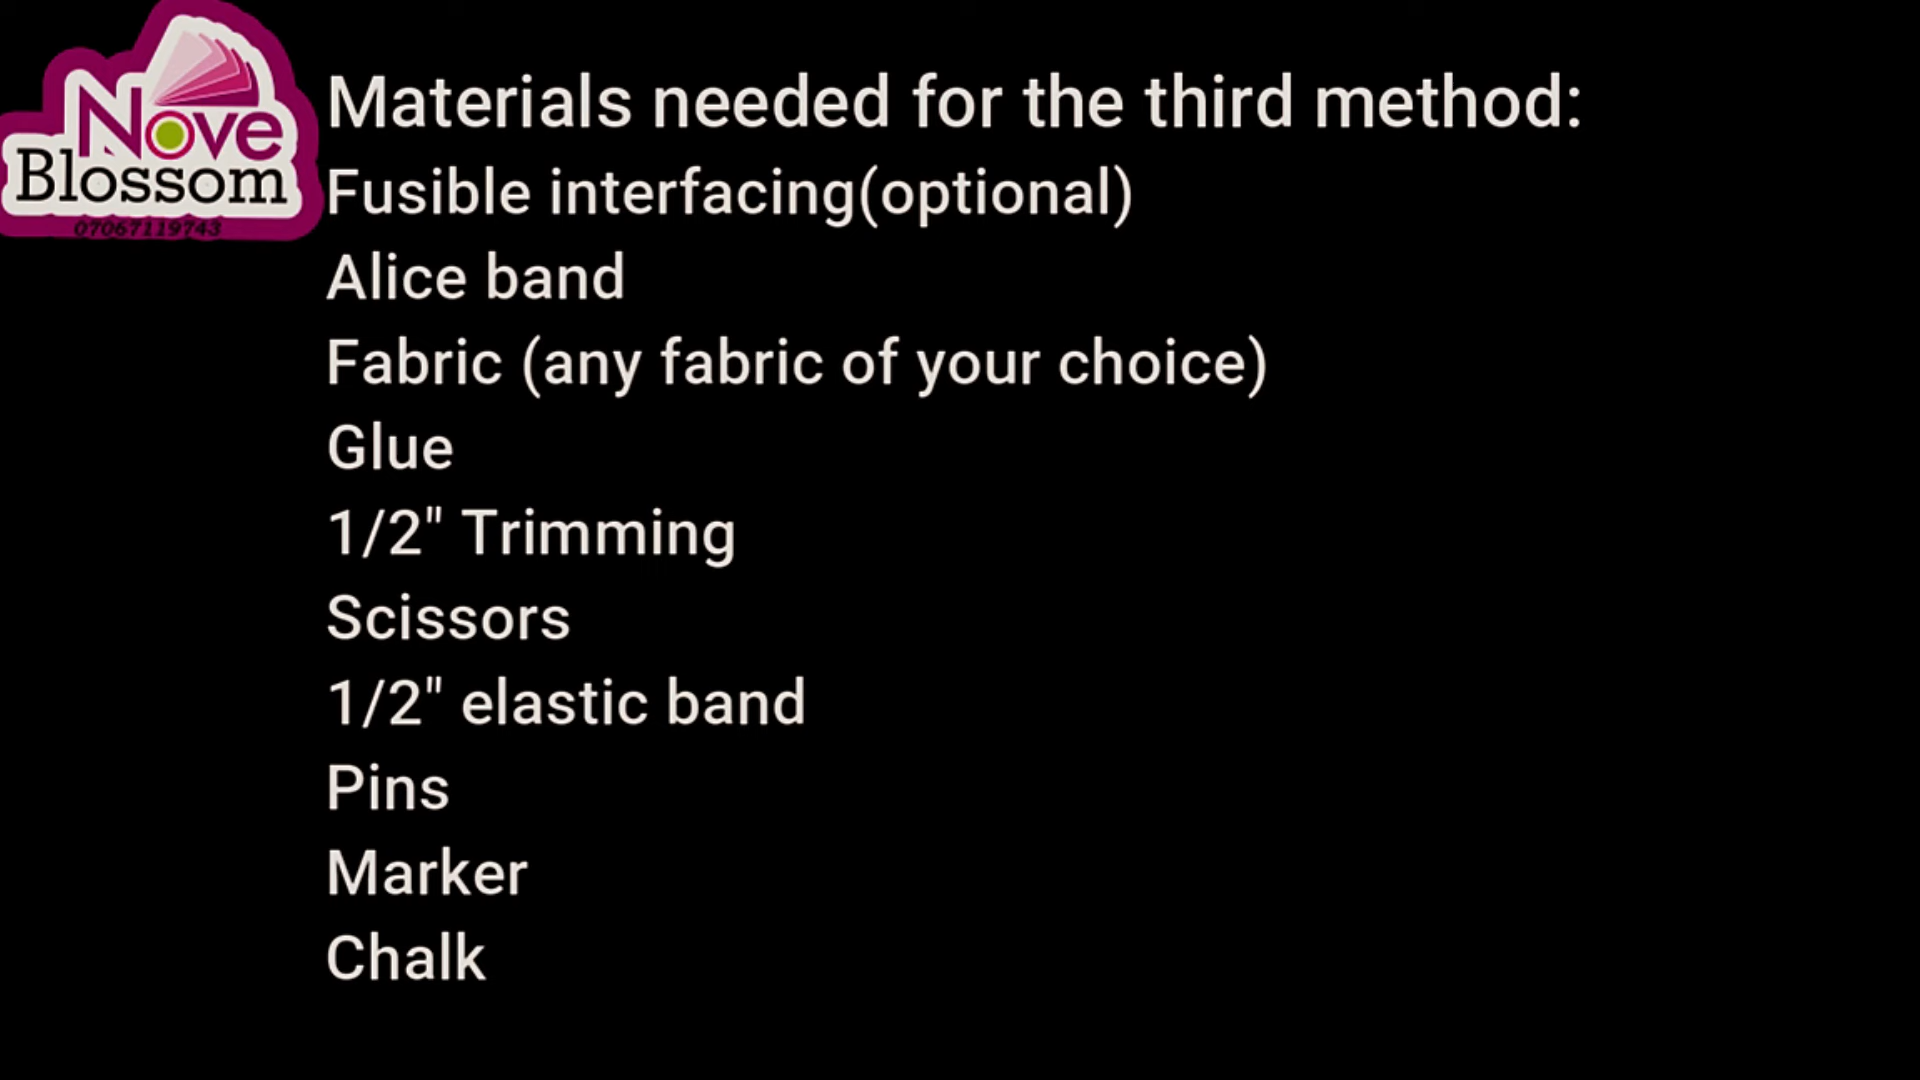 Nove
Blossom
07067119743
Materials needed for the third method:
Fusible interfacing(optional)
Alice band
Fabric (any fabric of your choice)
Glue
1/2" Trimming
Scissors
1/2" elastic band
Pins
Marker
Chalk